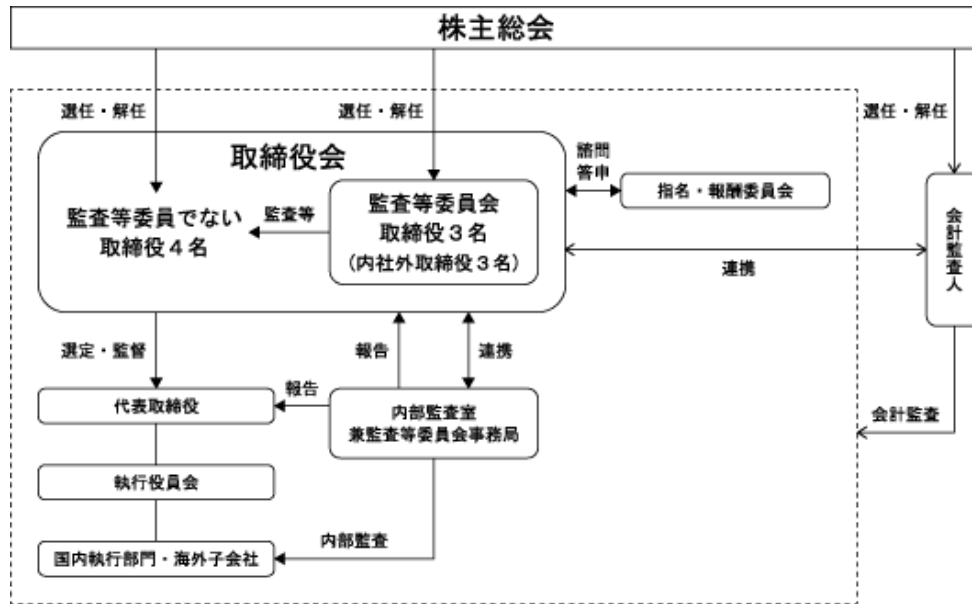 株主総会
選任・解任
選任・解任
選任・解任
取締役会
諮問
答申
指名・報酬委員会
監査等委員でない
取締役４名
監査等
監査等委員会
取締役３名
（内社外取締役３名）
会計監査人
連携
選定・監督
報告
連携
代表取締役
報告
内部監査室
兼監査等委員会事務局
会計監査
執行役員会
内部監査
国内執行部門・海外子会社